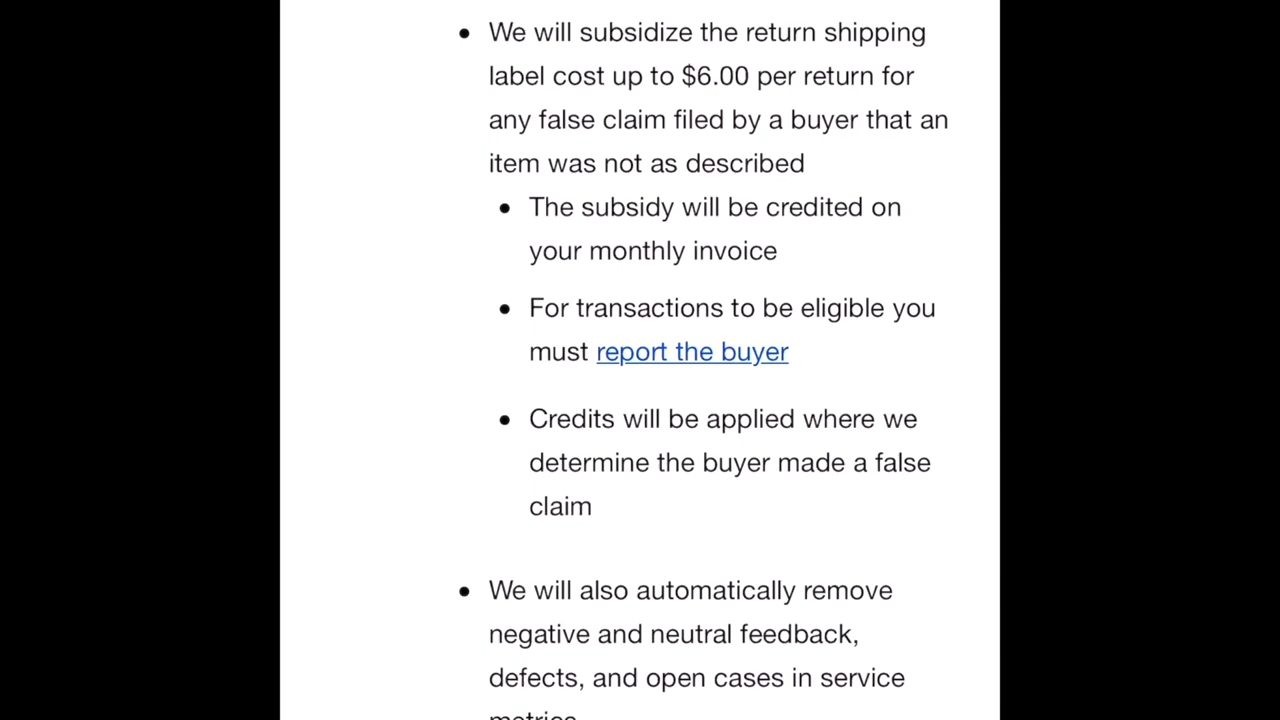 • We will subsidize the return shipping
label cost up to $6.00 per return for
any false claim filed by a buyer that an
item was not as described
• The subsidy will be credited on
your monthly invoice
• For transactions to be eligible you
must report the buyer
• Credits will be applied where we
determine the buyer made a false
claim
• We will also automatically remove
negative and neutral feedback,
defects, and open cases in service
metrics